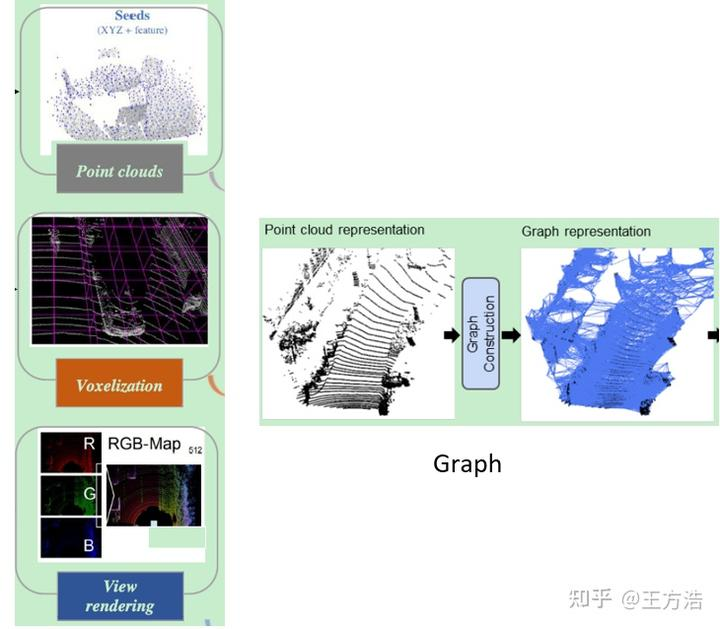 Seeds
(XYZ + feature)
Point clouds
Voxelization
R
RGB-Map
512
G
B
View
rendering
Point cloud representation
Graph representation
Graph
Construction
Graph
知乎 @王方浩